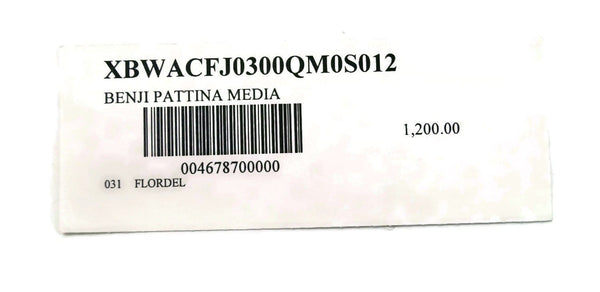 XBWACFJ0300QM0S012
BENJI PATTINA MEDIA
1,200.00
004678700000
031 FLORDEL